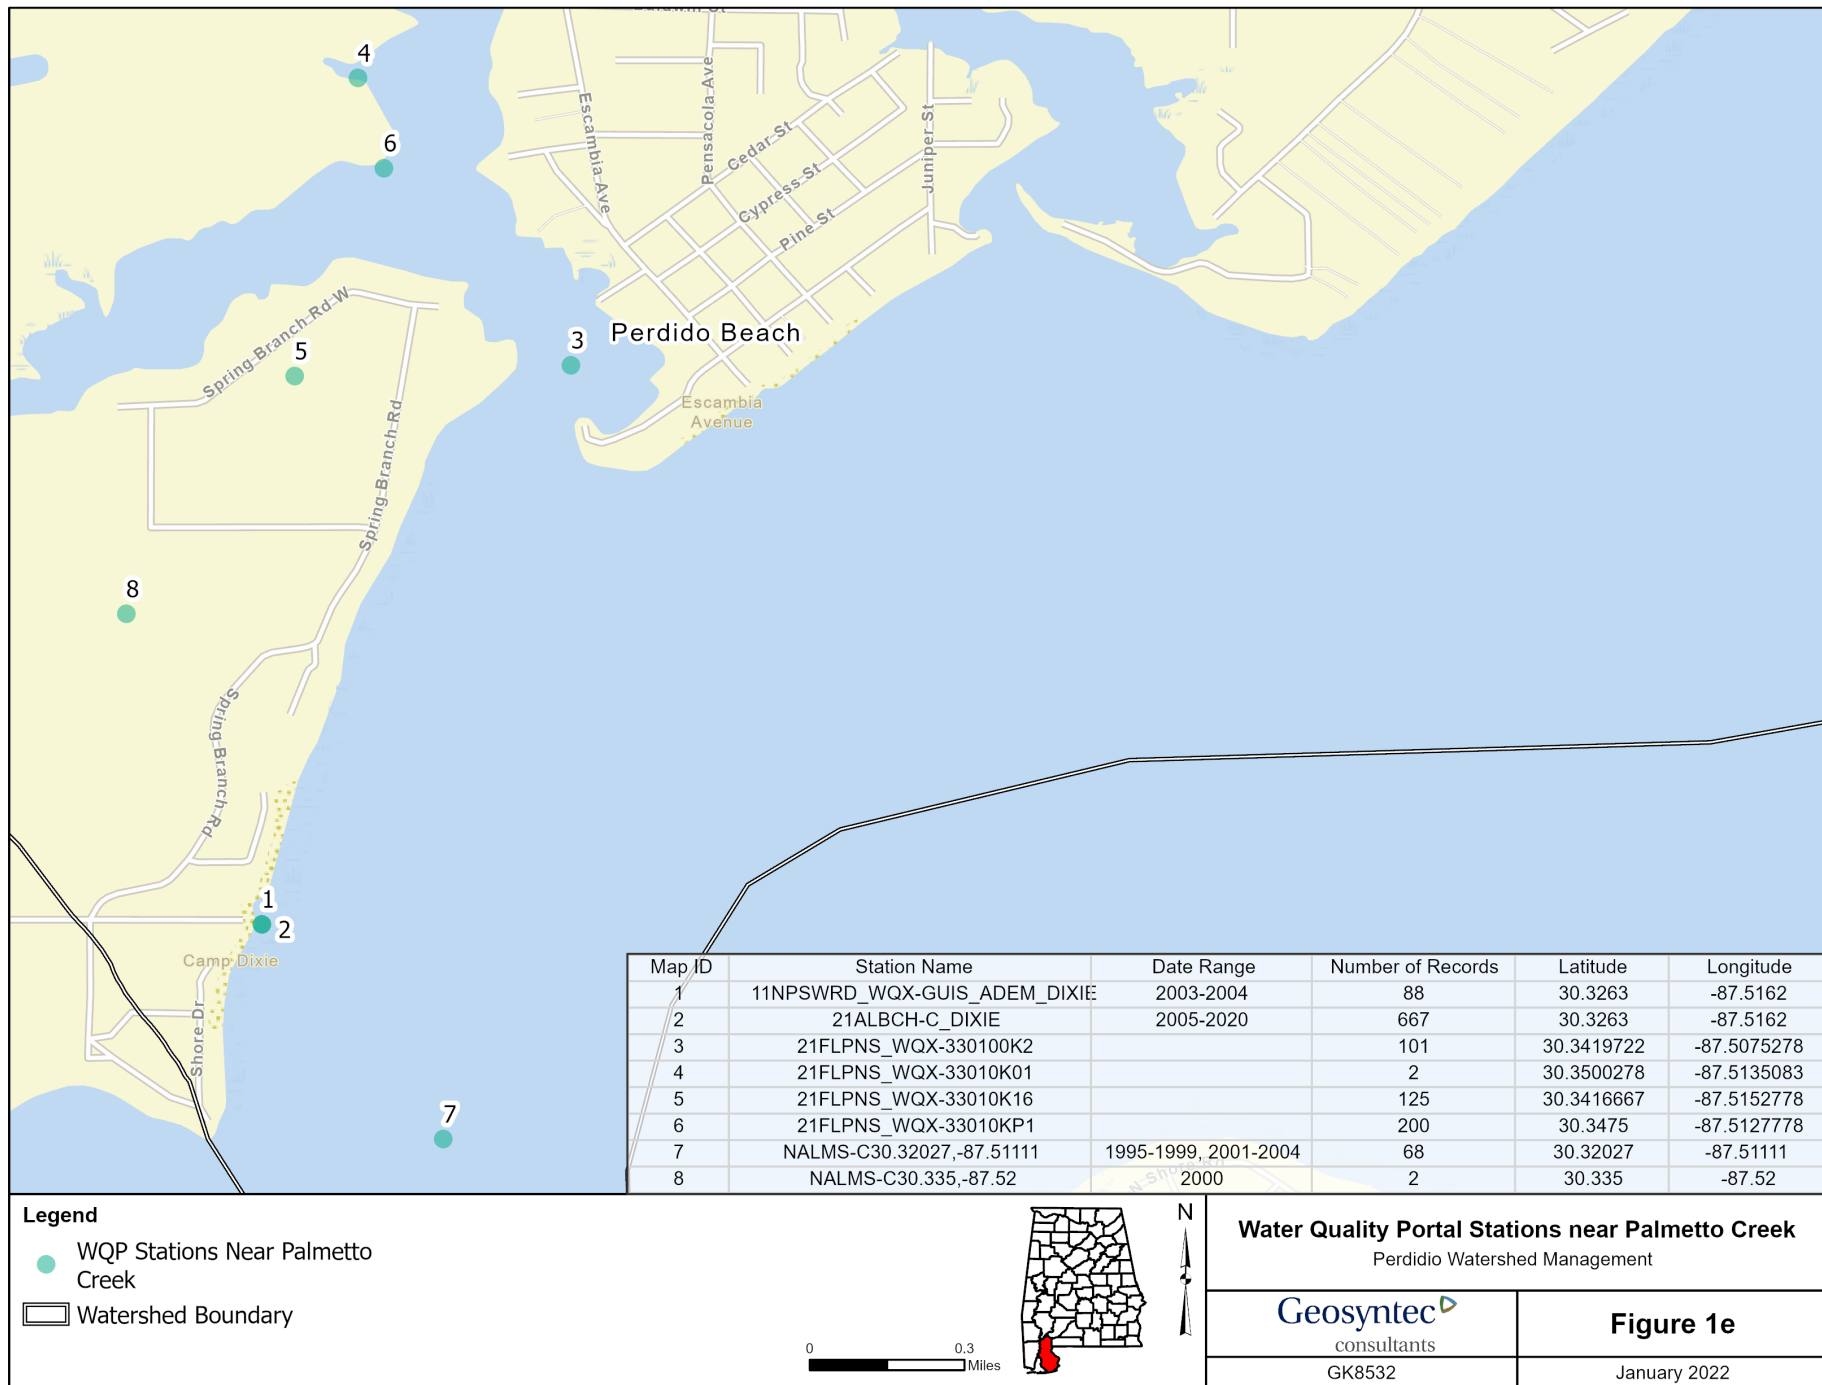 Baldwin St
4
6
Escambia Ave
Pensacola Ave
Cedar St
Cypress St
Pine St
Juniper St
Spring Branch Rd W
5
3
Perdido Beach
Escambia
Avenue
Spring Branch Rd
8
Spring Branch Rd
1
2
Camp Dixie
Shore Dr
7
N Shore Rd
Map ID Station Name Date Range Number of Records Latitude Longitude
1 11NPSWRD_WQX-GUIS_ADEM_DIXIE 2003-2004 88 30.3263 -87.5162
2 21ALBCH-C_DIXIE 2005-2020 667 30.3263 -87.5162
3 21FLPNS_WQX-330100K2 101 30.3419722 -87.5075278
4 21FLPNS_WQX-33010K01 2 30.3500278 -87.5135083
5 21FLPNS_WQX-33010K16 125 30.3416667 -87.5152778
6 21FLPNS_WQX-33010KP1 200 30.3475 -87.5127778
7 NALMS-C30.32027,-87.51111 1995-1999, 2001-2004 68 30.32027 -87.51111
8 NALMS-C30.335,-87.52 2000 2 30.335 -87.52
Legend
WQP Stations Near Palmetto
Creek
Watershed Boundary
0 0.3
Miles
N
Water Quality Portal Stations near Palmetto Creek
Perdidio Watershed Management
Geosyntec
consultants
Figure 1e
GK8532
January 2022